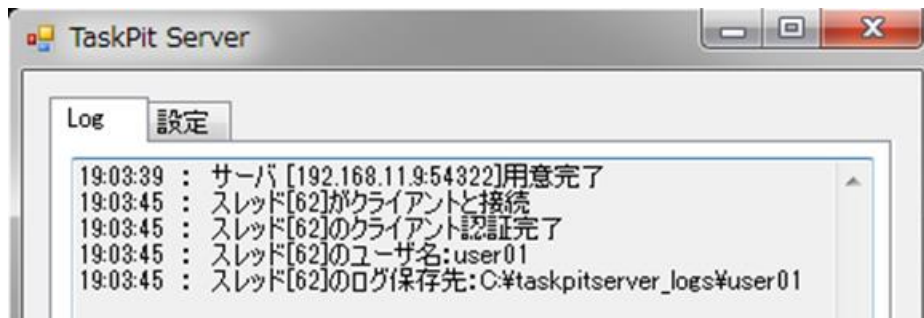 TaskPit Server
Log 設定
19:03:39 : サーバ [192.168.11.9:54322]用意完了
19:03:45 : スレッド[62]がクライアントと接続
19:03:45 : スレッド[62]のクライアント認証完了
19:03:45 : スレッド[62]のユーザ名:user01
19:03:45 : スレッド[62]のログ保存先:C:¥taskpitserver_logs¥user01